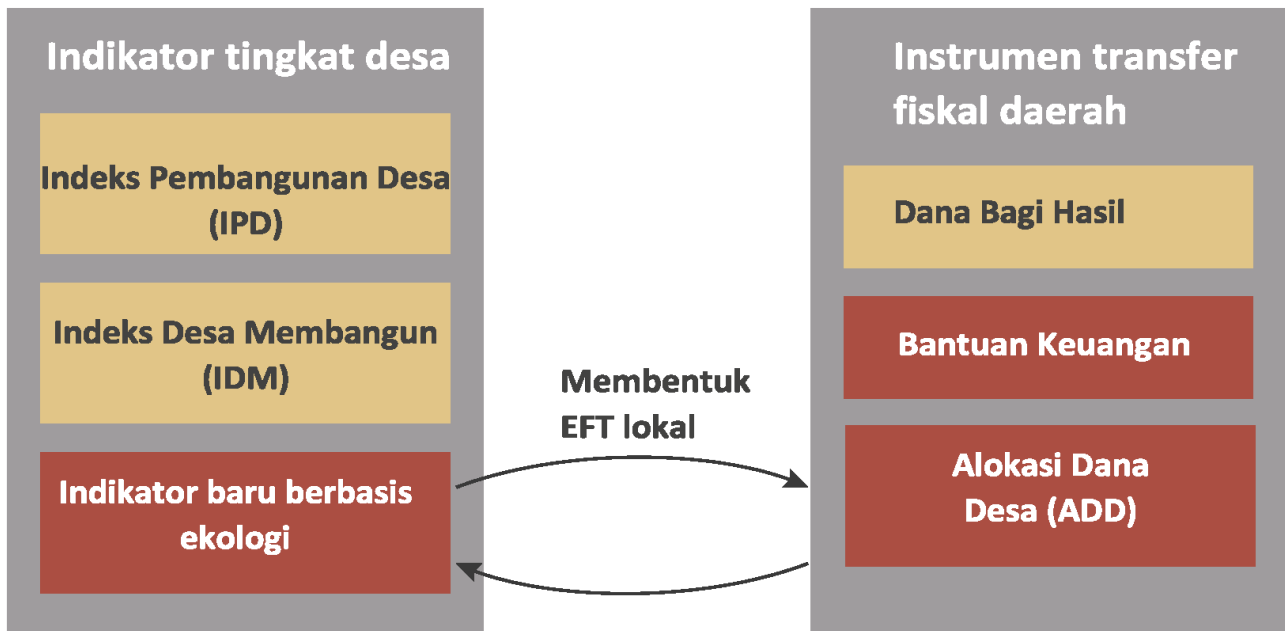 Indikator tingkat desa
Indeks Pembangunan Desa
(IPD)
Indeks Desa Membangun
(IDM)
Indikator baru berbasis
ekologi
Membentuk
EFT lokal
Instrumen transfer
fiskal daerah
Dana Bagi Hasil
Bantuan Keuangan
Alokasi Dana
Desa (ADD)